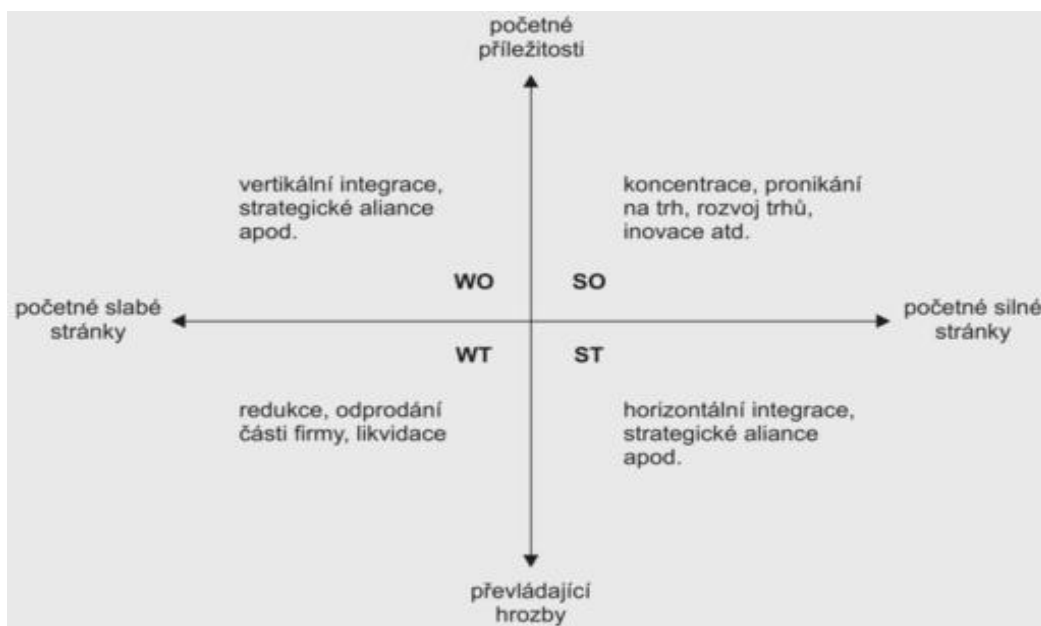 početné
příležitosti
vertikální integrace,
strategické aliance
apod.
koncentrace, pronikání
na trh, rozvoj trhů,
inovace atd.
WO
SO
početné slabé
stránky
početné silné
stránky
WT
ST
redukce, odprodání
části firmy, likvidace
horizontální integrace,
strategické aliance
apod.
převládající
hrozby